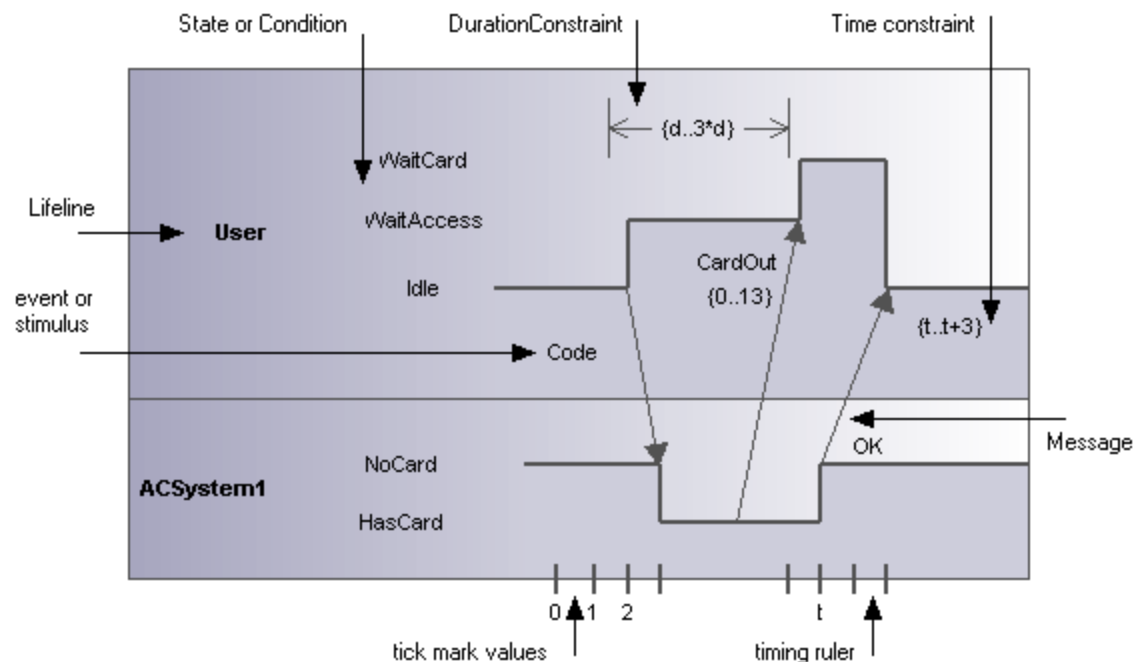 State or Condition
DurationConstraint
Time constraint
{d..3*d}
WaitCard
Lifeline
WaitAccess
User
CardOut
Idle
{0..13}
event or
stimulus
{t..t+3}
Code
OK
Message
NoCard
ACSystem1
HasCard
0 1 2 t
tick mark values
timing ruler